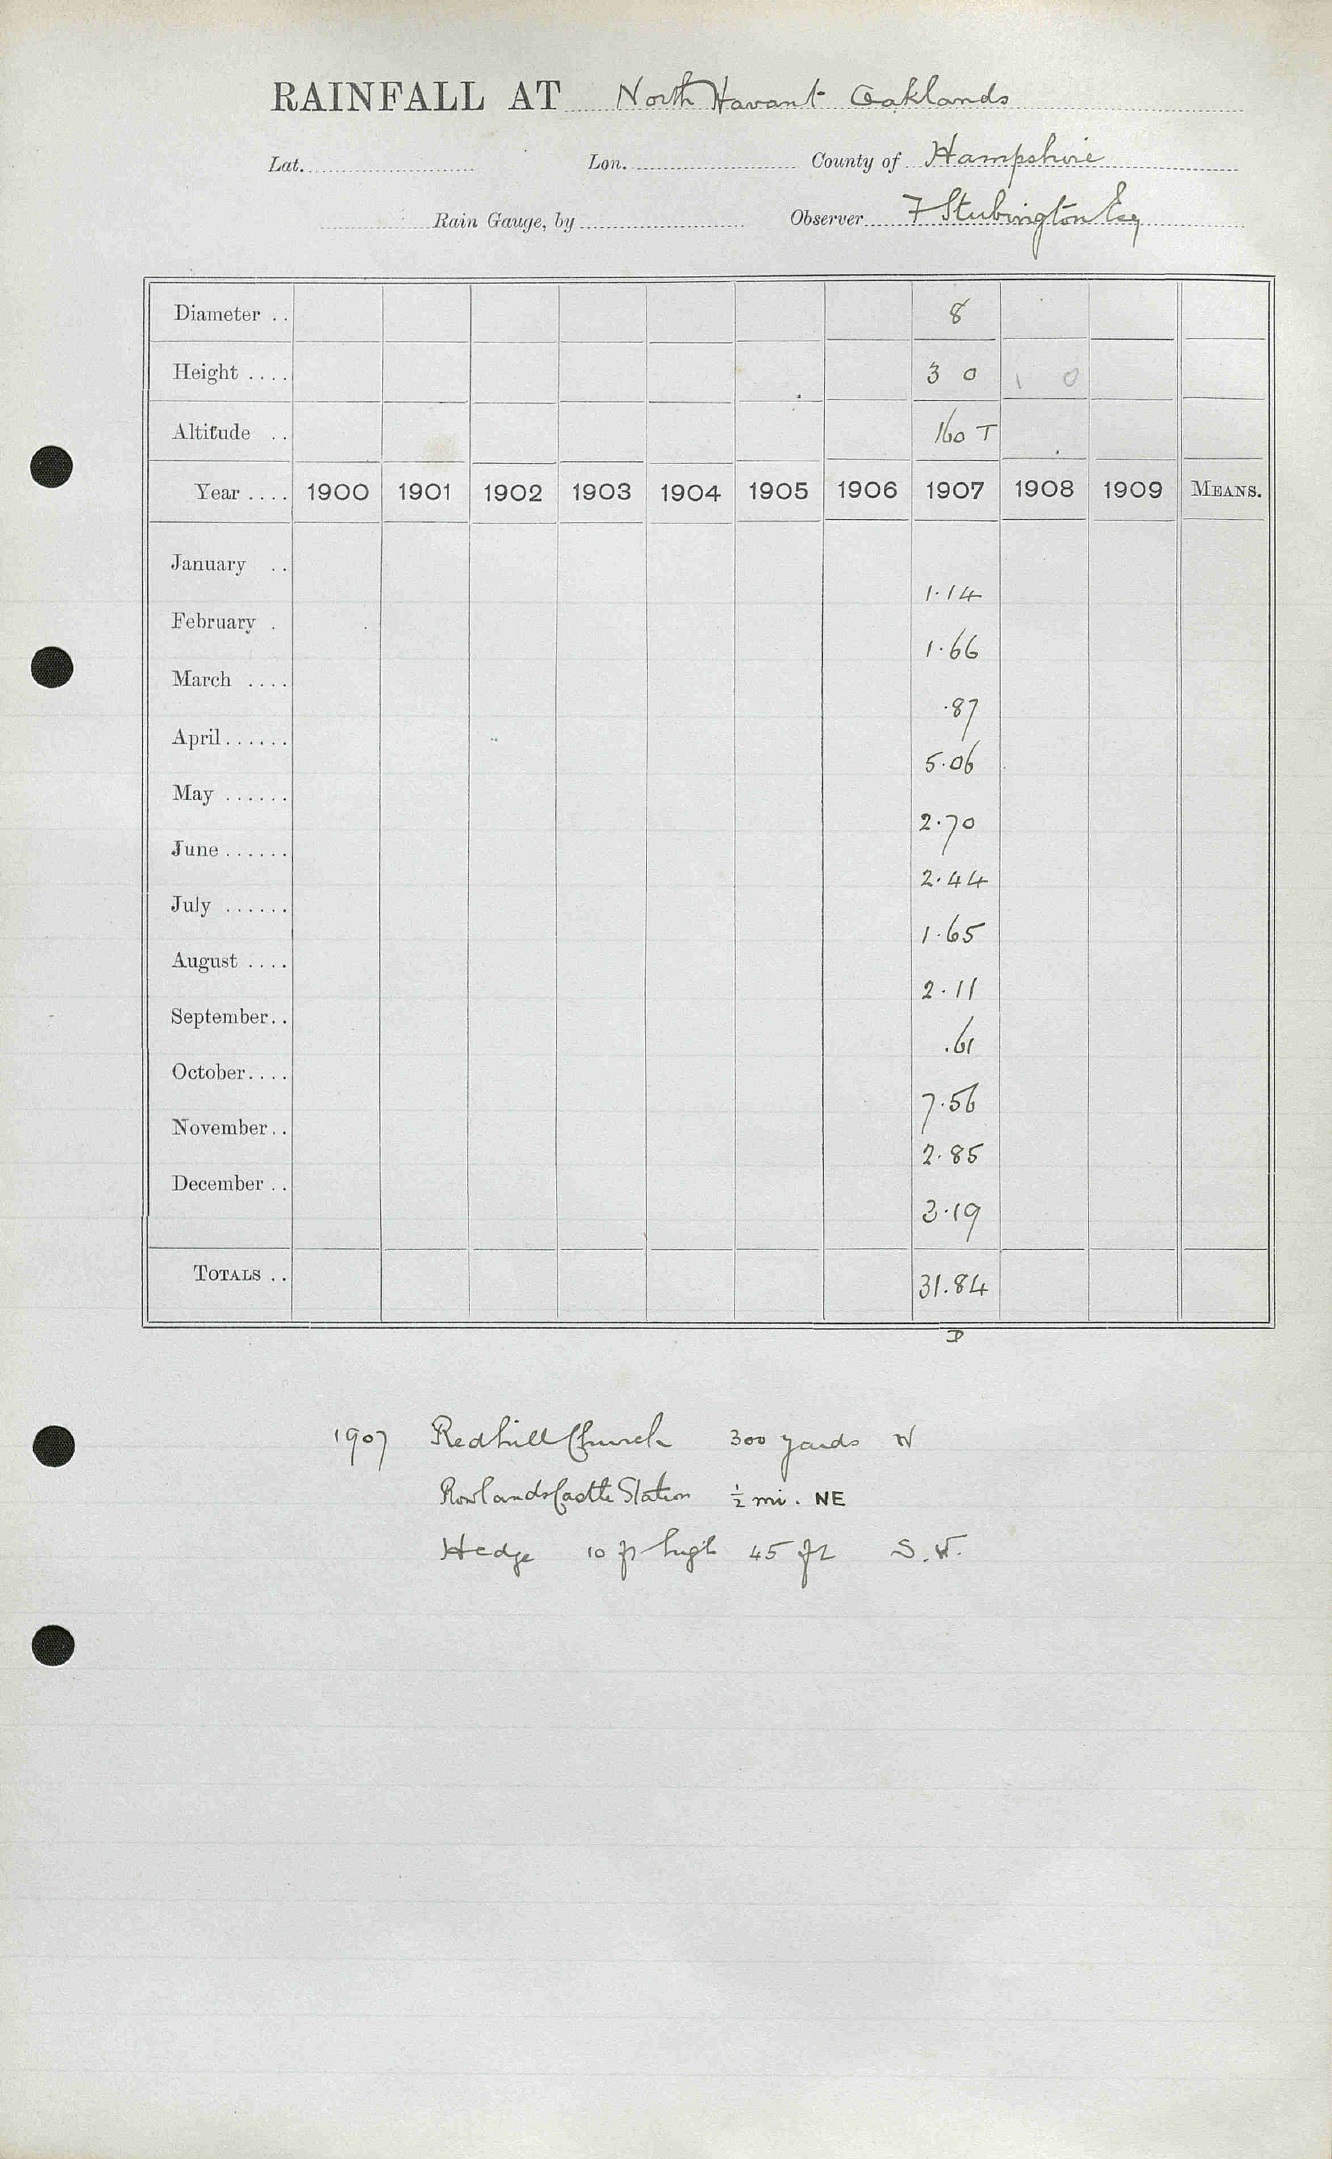 RAINFALL AT North Havant Oaklands
Lat. Lon. County of Hampshire
Rain Gauge, by Observer F Stubington Esq
Diameter .. 8
Height .... 3 0 1 0
Altitude .. 160 T
Year .... 1900 1901 1902 1903 1904 1905 1906 1907 1908 1909 MEANS.
January ..
1.14
February .
1.66
March ....
.87
April......
5.06
May ......
2.70
June ......
2.44
July ......
1.65
August ....
2.11
September..
.61
October....
7.56
November..
2.85
December ..
3.19
TOTALS .. 31.84
D
1907 Redhill Church 300 yards W
Rowlands Castle Station ½ mi. NE
Hedge 10 ft high 45 ft S.W.